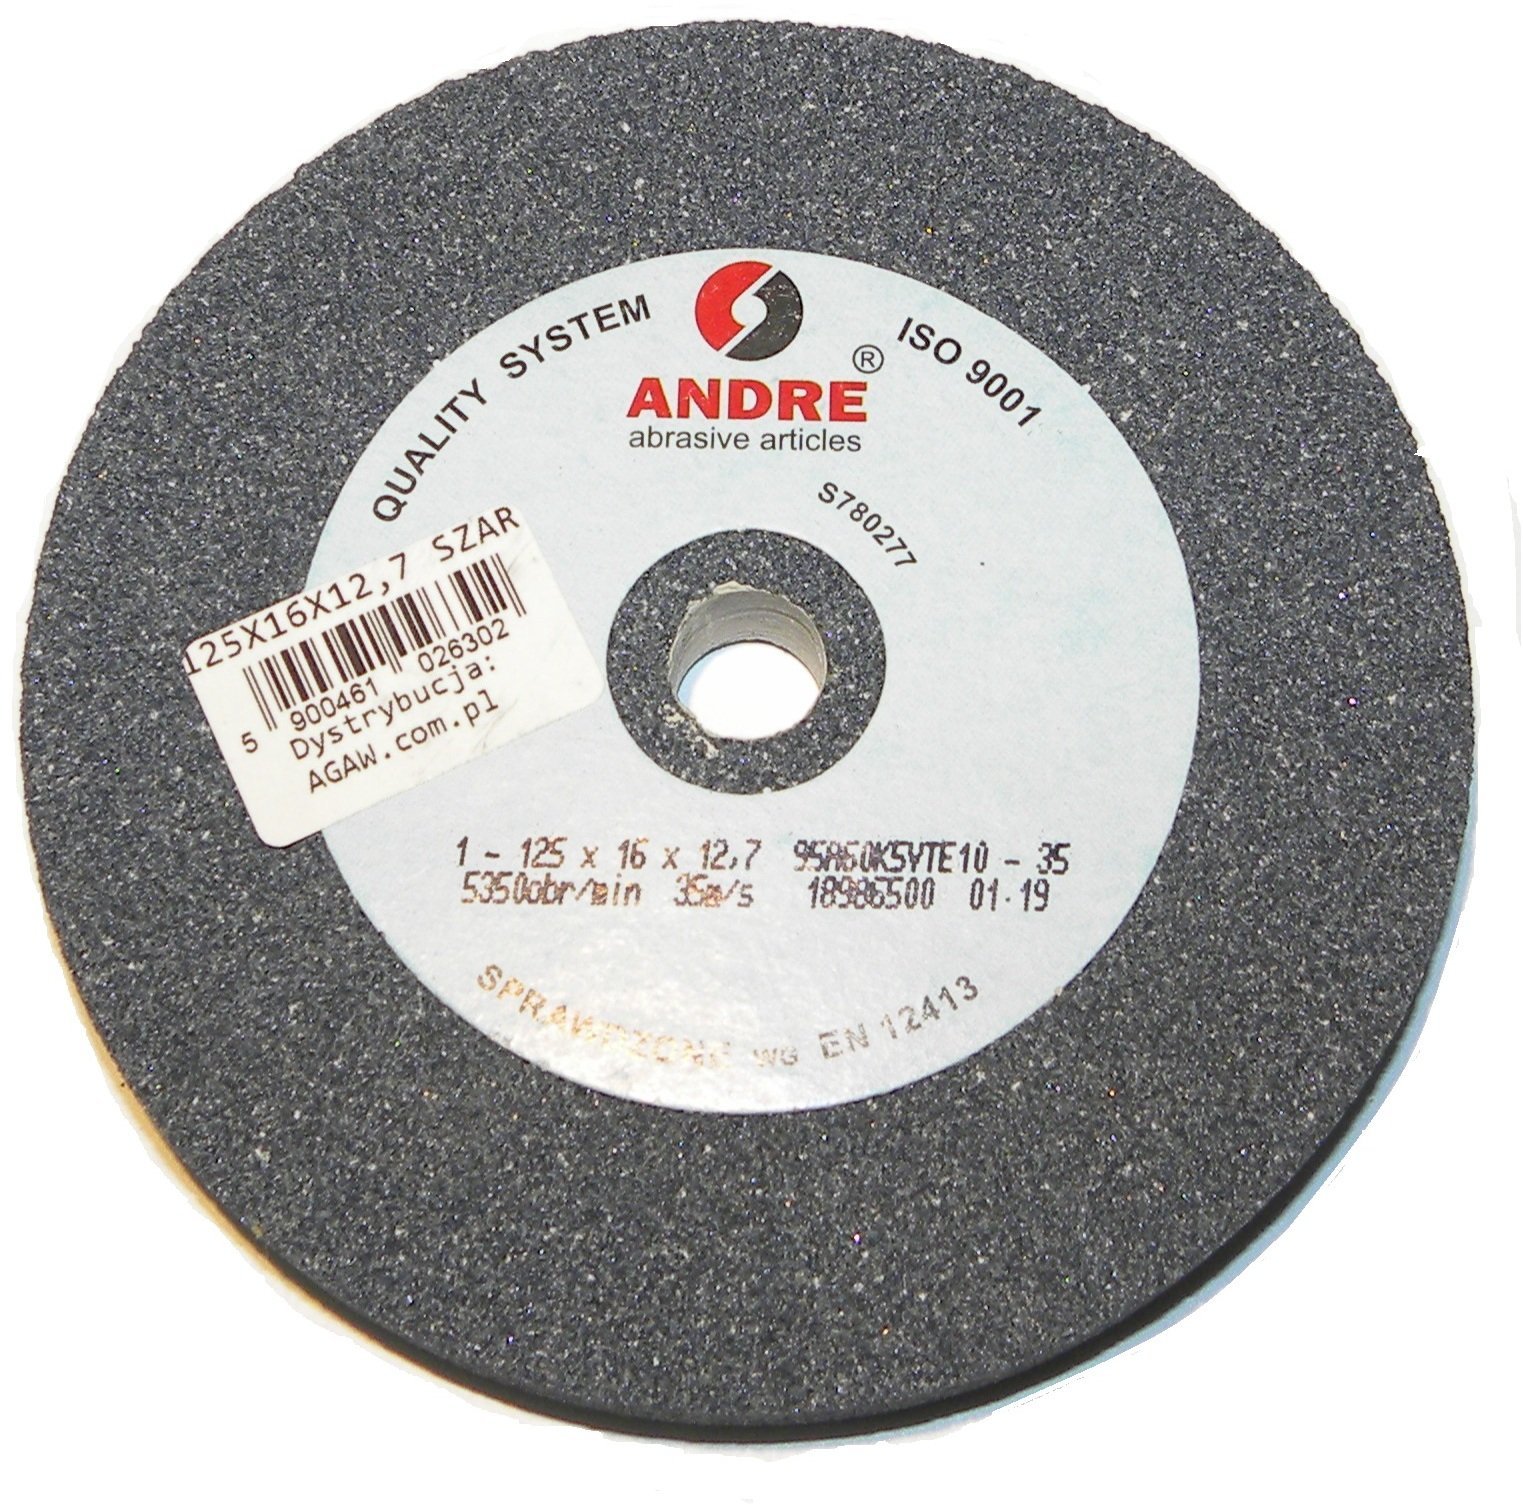 QUALITY SYSTEM
ISO 9001
®
ANDRE
abrasive articles
S780277
125X16X12,7 SZAR
5 900461 026302
Dystrybucja:
AGAW.com.pl
1 - 125 x 16 x 12,7 95A60K5VTE10 - 35
5350obr/min 35m/s 18986500 01.19
SPRAWDZONE WG EN 12413